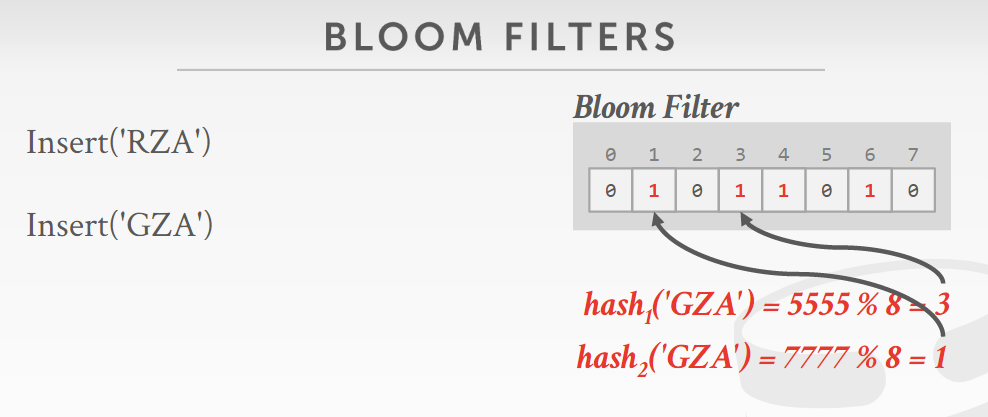 BLOOM FILTERS
Insert('RZA')
Insert('GZA')
Bloom Filter
0 1 2 3 4 5 6 7
0 1 0 1 1 0 1 0
hash1('GZA') = 5555 % 8 = 3
hash2('GZA') = 7777 % 8 = 1